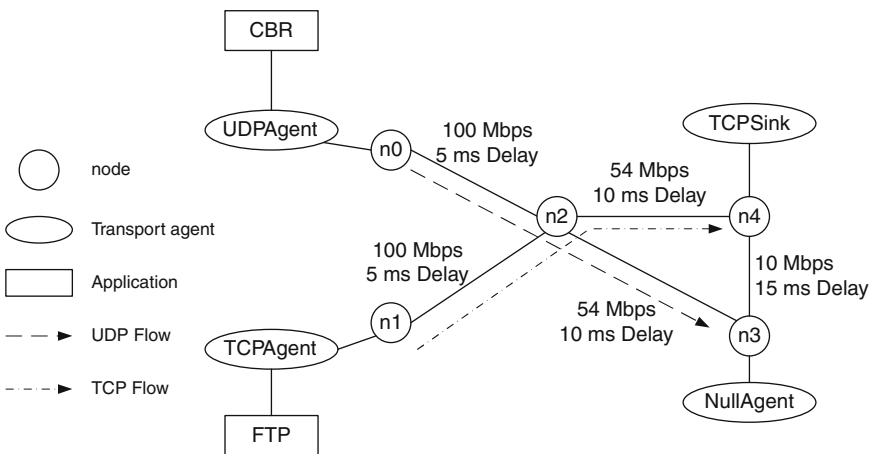 CBR
UDPAgent
n0
100 Mbps
5 ms Delay
TCPSink
node
54 Mbps
10 ms Delay
n2
n4
Transport agent
100 Mbps
5 ms Delay
10 Mbps
15 ms Delay
Application
54 Mbps
10 ms Delay
UDP Flow
n1
n3
TCPAgent
TCP Flow
NullAgent
FTP